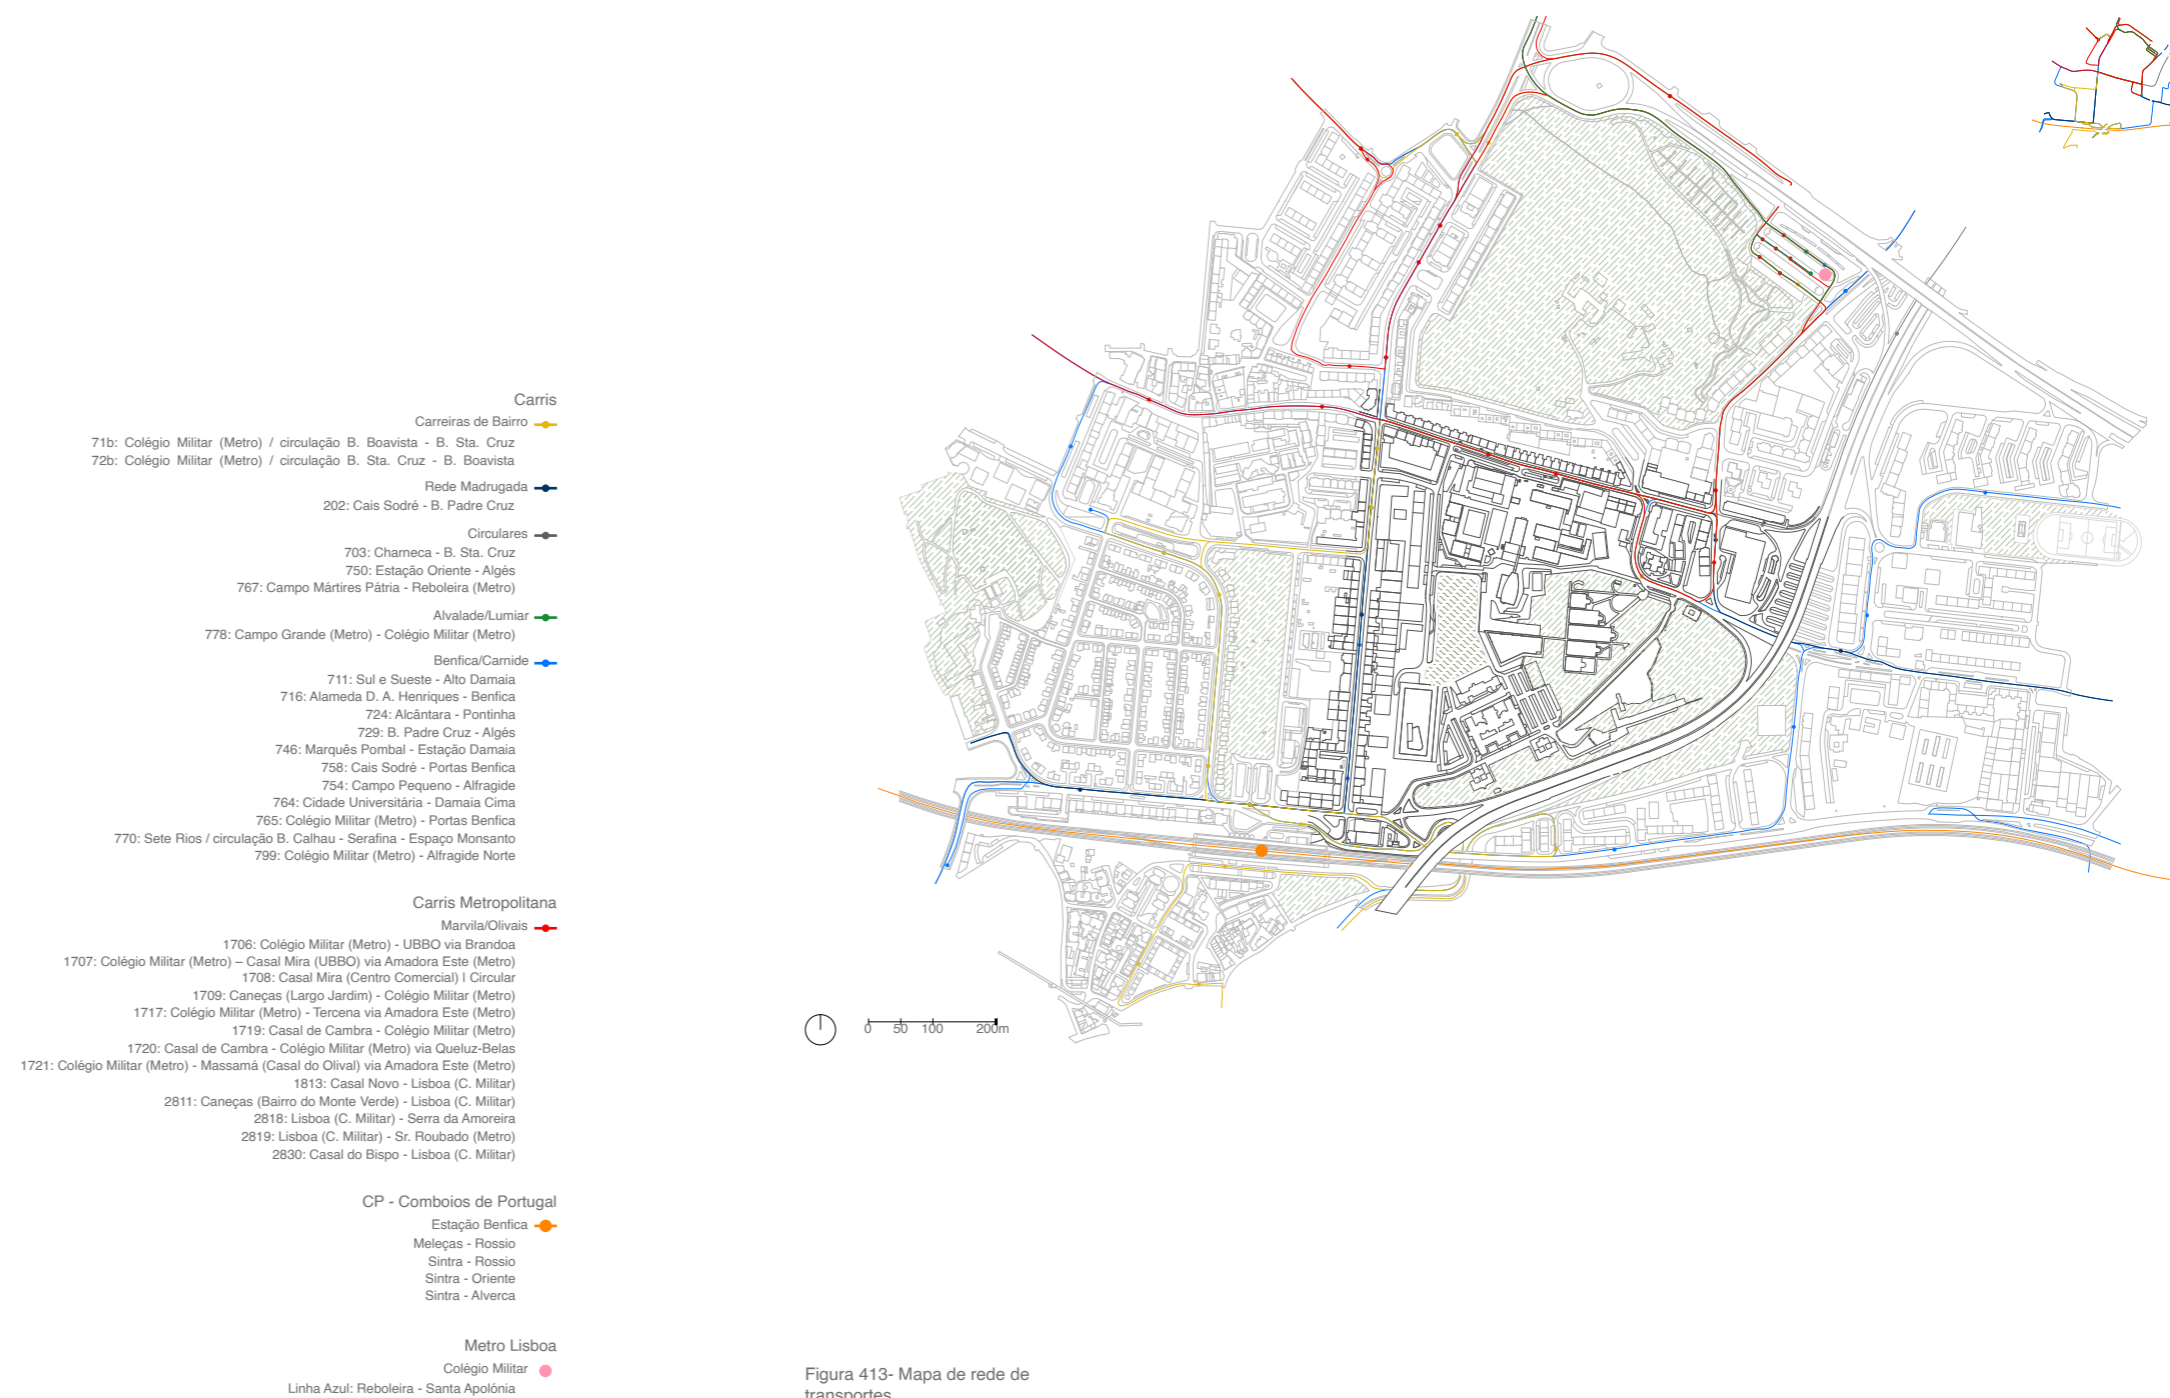 Carris
Carreiras de Bairro
71b: Colégio Militar (Metro) / circulação B. Boavista - B. Sta. Cruz
72b: Colégio Militar (Metro) / circulação B. Sta. Cruz - B. Boavista
Rede Madrugada
202: Cais Sodré - B. Padre Cruz
Circulares
703: Charneca - B. Sta. Cruz
750: Estação Oriente - Algés
767: Campo Mártires Pátria - Reboleira (Metro)
Alvalade/Lumiar
778: Campo Grande (Metro) - Colégio Militar (Metro)
Benfica/Carnide
711: Sul e Sueste - Alto Damaia
716: Alameda D. A. Henriques - Benfica
724: Alcântara - Pontinha
729: B. Padre Cruz - Algés
746: Marquês Pombal - Estação Damaia
758: Cais Sodré - Portas Benfica
754: Campo Pequeno - Alfragide
764: Cidade Universitária - Damaia Cima
765: Colégio Militar (Metro) - Portas Benfica
770: Sete Rios / circulação B. Calhau - Serafina - Espaço Monsanto
799: Colégio Militar (Metro) - Alfragide Norte
Carris Metropolitana
Marvila/Olivais
1706: Colégio Militar (Metro) - UBBO via Brandoa
1707: Colégio Militar (Metro) – Casal Mira (UBBO) via Amadora Este (Metro)
1708: Casal Mira (Centro Comercial) | Circular
1709: Caneças (Largo Jardim) - Colégio Militar (Metro)
1717: Colégio Militar (Metro) - Tercena via Amadora Este (Metro)
1719: Casal de Cambra - Colégio Militar (Metro)
1720: Casal de Cambra - Colégio Militar (Metro) via Queluz-Belas
1721: Colégio Militar (Metro) - Massamá (Casal do Olival) via Amadora Este (Metro)
1813: Casal Novo - Lisboa (C. Militar)
2811: Caneças (Bairro do Monte Verde) - Lisboa (C. Militar)
2818: Lisboa (C. Militar) - Serra da Amoreira
2819: Lisboa (C. Militar) - Sr. Roubado (Metro)
2830: Casal do Bispo - Lisboa (C. Militar)
CP - Comboios de Portugal
Estação Benfica
Meleças - Rossio
Sintra - Rossio
Sintra - Oriente
Sintra - Alverca
Metro Lisboa
Colégio Militar
Linha Azul: Reboleira - Santa Apolónia
0 50 100 200m
Figura 413- Mapa de rede de
transportes